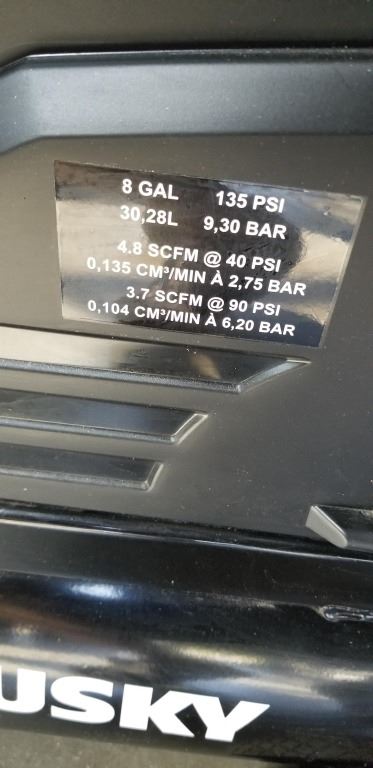 8 GAL 135 PSI
30,28L 9,30 BAR
4.8 SCFM @ 40 PSI
0,135 CM³/MIN À 2,75 BAR
3.7 SCFM @ 90 PSI
0,104 CM³/MIN À 6,20 BAR
USKY